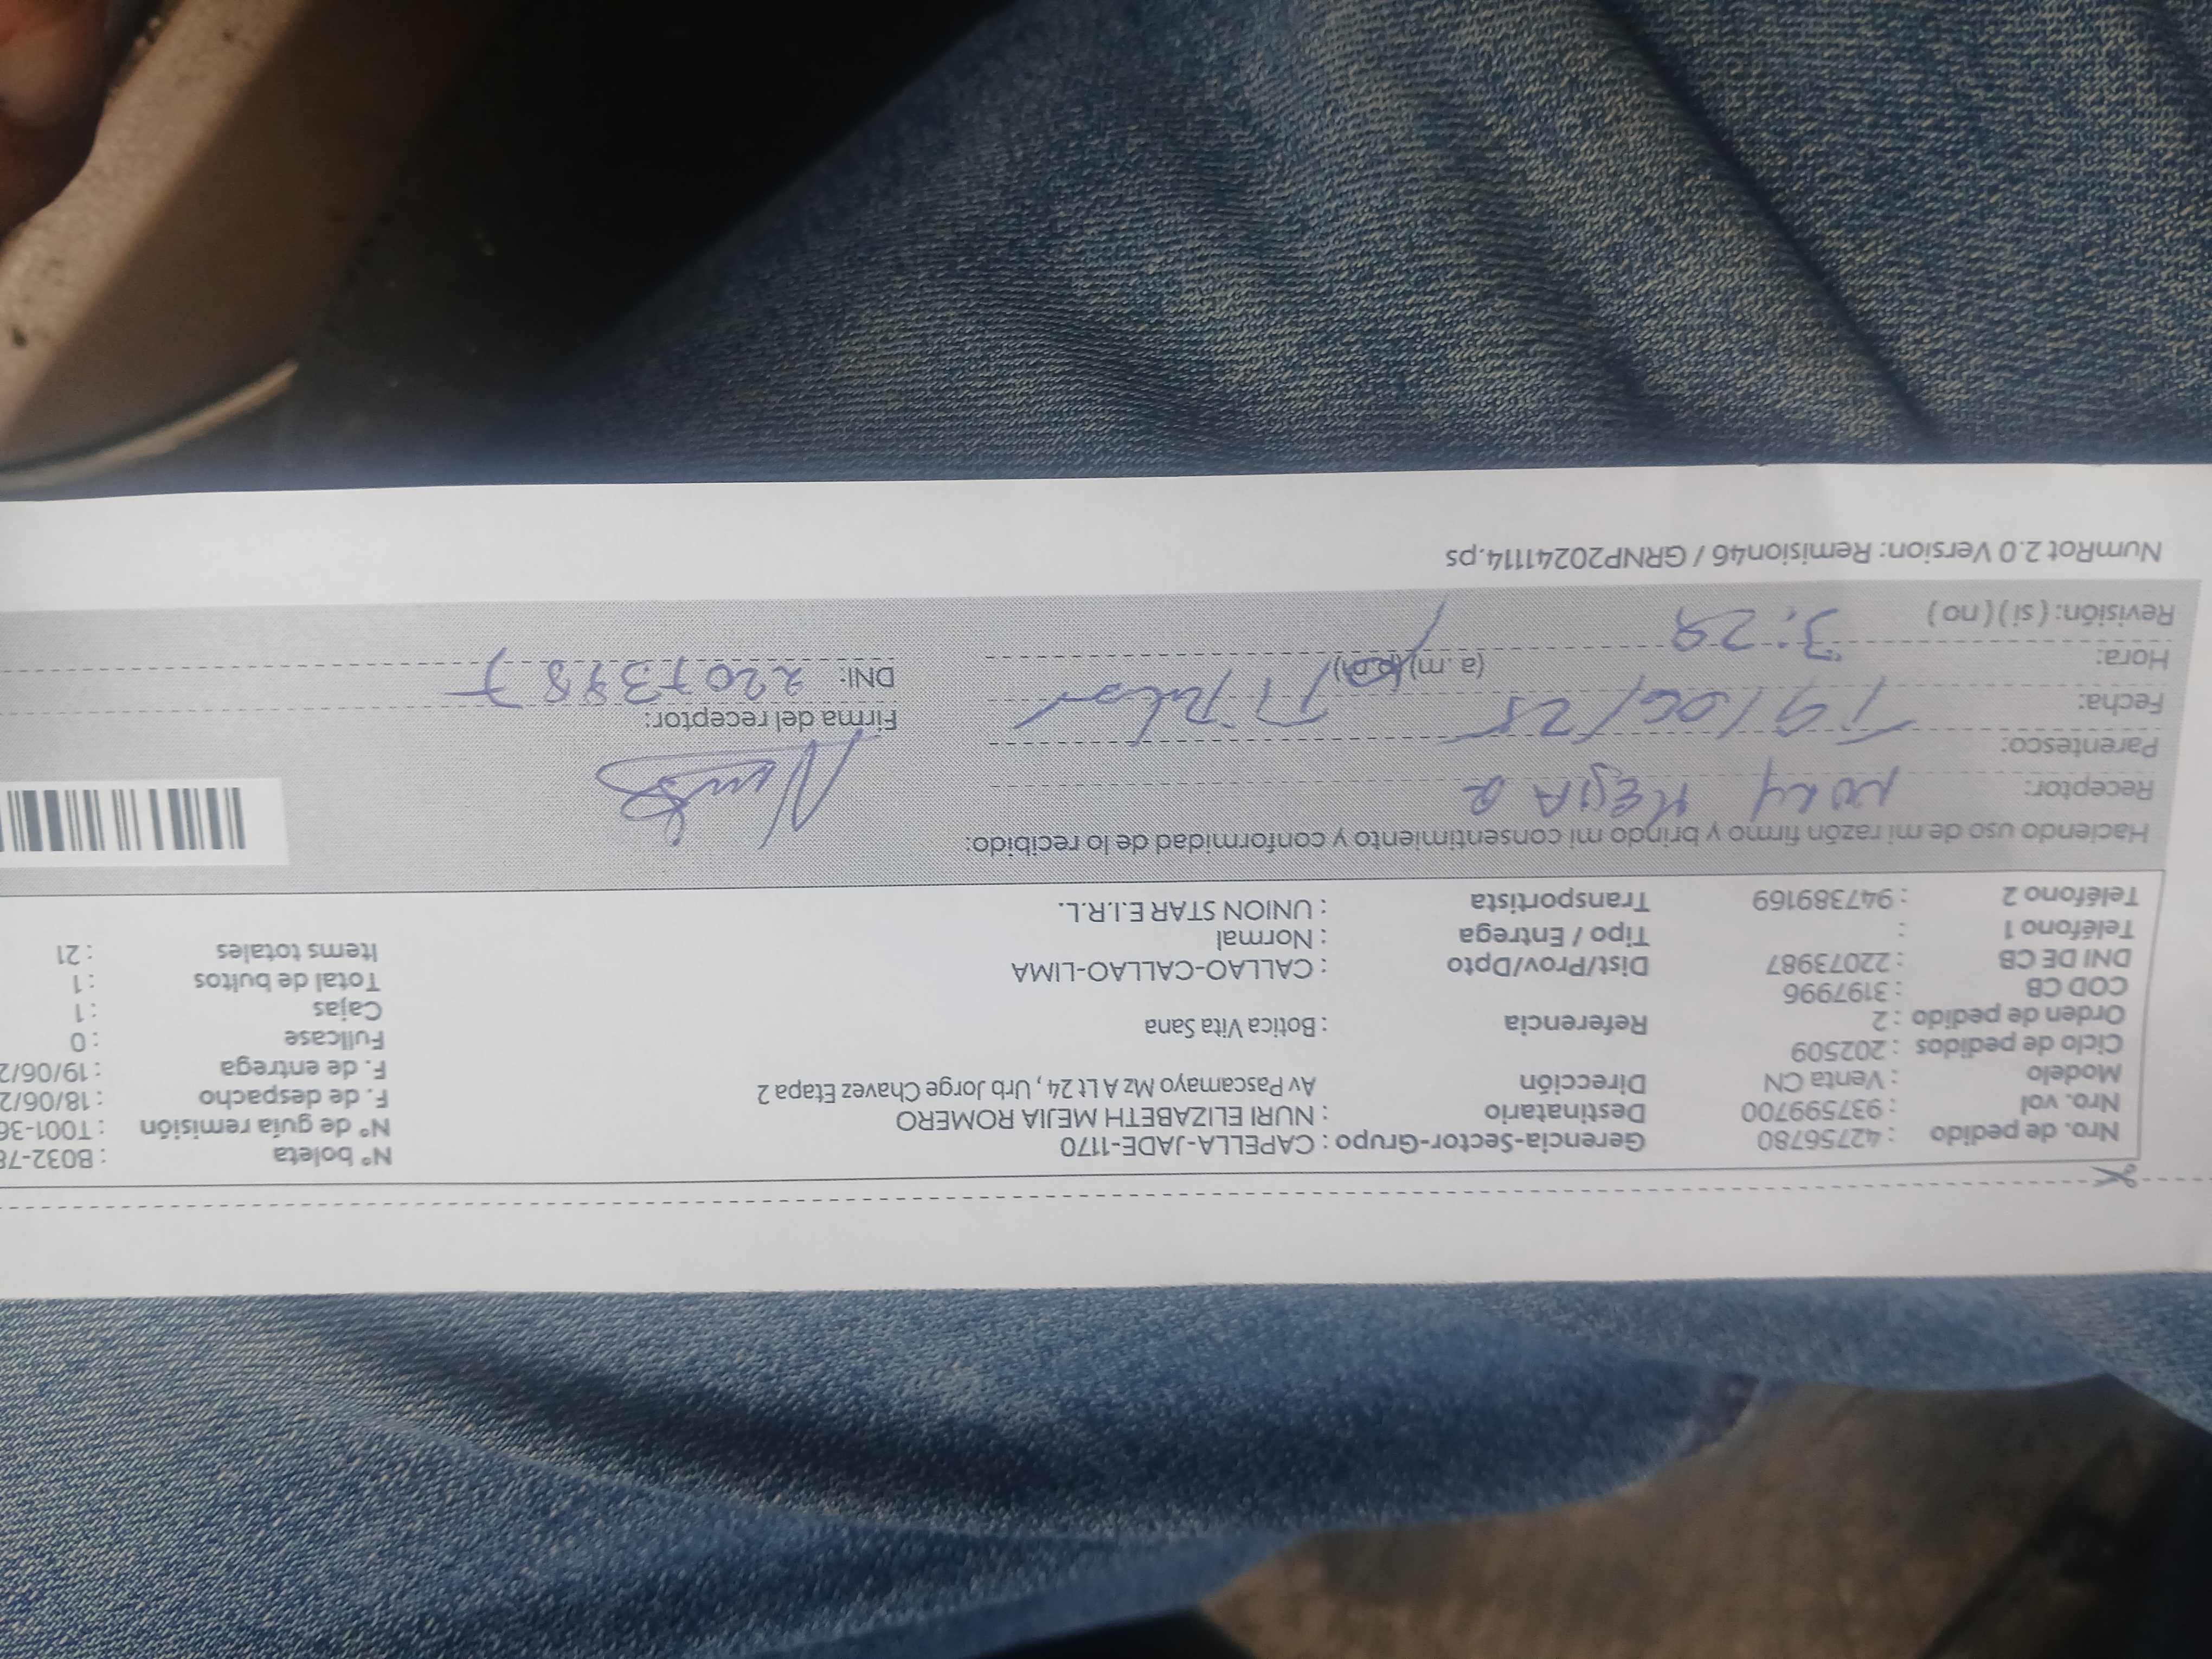 Nro. de pedido : 42756780 Gerencia-Sector-Grupo : CAPELLA-JADE-1170 N° boleta : B032-78
Nro. vol : 937599700 Destinatario : NURI ELIZABETH MEJIA ROMERO N° de guía remisión : T001-36
Modelo : Venta CN Dirección Av Pascamayo Mz A Lt 24 , Urb Jorge Chavez Etapa 2 F. de despacho : 18/06/2
Ciclo de pedidos : 202509 F. de entrega : 19/06/2
Orden de pedido : 2 Referencia : Botica Vita Sana Fullcase : 0
COD CB : 3197996 Cajas : 1
DNI DE CB : 22073987 Dist/Prov/Dpto : CALLAO-CALLAO-LIMA Total de bultos : 1
Teléfono 1 : Tipo / Entrega : Normal Items totales : 21
Teléfono 2 : 947389169 Transportista : UNION STAR E.I.R.L.
Haciendo uso de mi razón firmo y brindo mi consentimiento y conformidad de lo recibido:
Receptor: MEJIA
Parentesco: Titular Firma del receptor:
Fecha: 19/06/25 DNI: 22073987
Hora: 3:29 (a. m) (p.m)
Revisión: ( si ) ( no )
NumRot 2.0 Version: Remision46 / GRNP20241114.ps